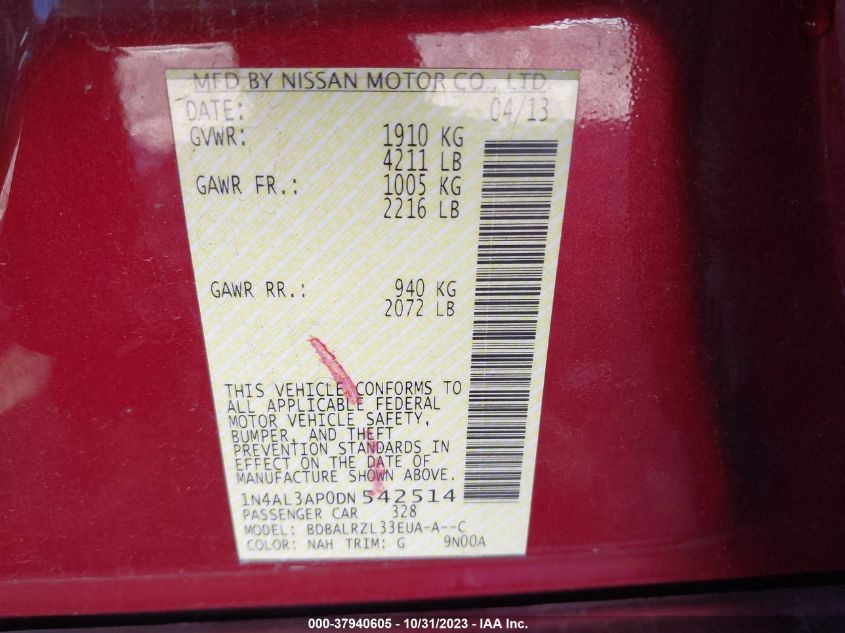 MFD BY NISSAN MOTOR CO., LTD.
DATE: 04/13
GVWR: 1910 KG
4211 LB
GAWR FR.: 1005 KG
2216 LB
GAWR RR.: 940 KG
2072 LB
THIS VEHICLE CONFORMS TO
ALL APPLICABLE FEDERAL
MOTOR VEHICLE SAFETY,
BUMPER, AND THEFT
PREVENTION STANDARDS IN
EFFECT ON THE DATE OF
MANUFACTURE SHOWN ABOVE.
1N4AL3AP0DN 542514
PASSENGER CAR 328
MODEL: BDBALRZL33EUA-A--C
COLOR: NAH TRIM: G 9N00A
000-37940605 - 10/31/2023 - IAA Inc.